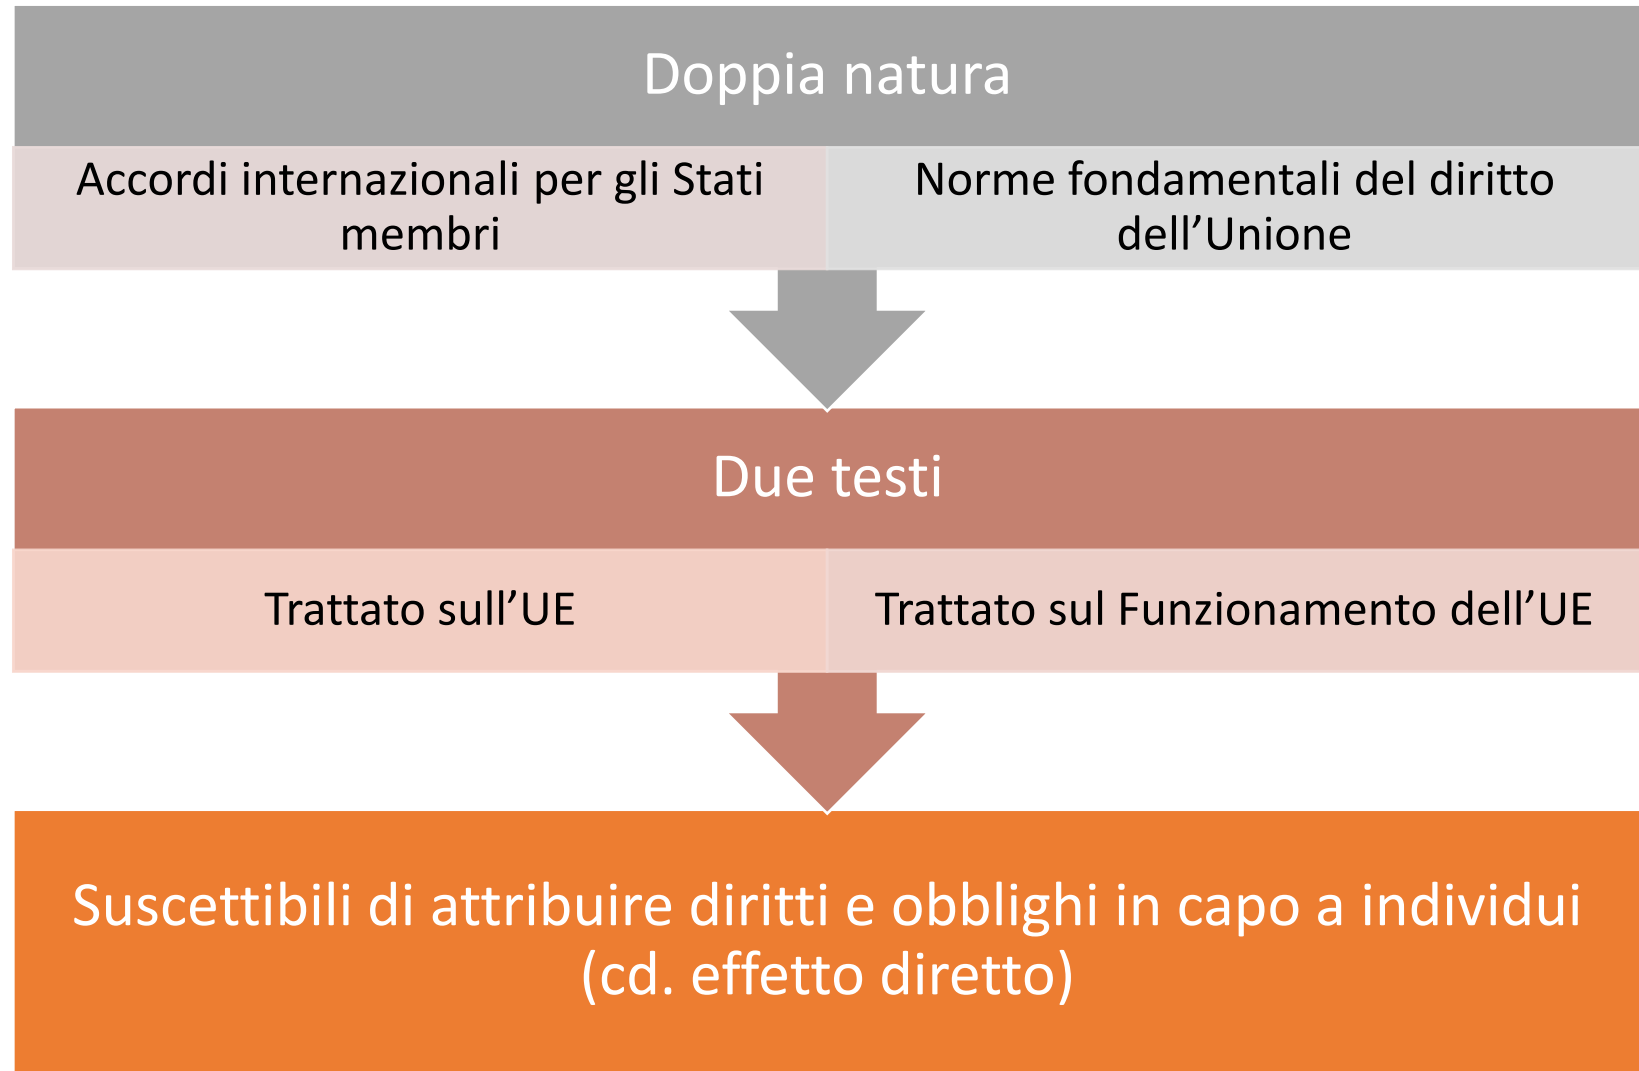 Doppia natura
Accordi internazionali per gli Stati
membri
Norme fondamentali del diritto
dell’Unione
Due testi
Trattato sull’UE
Trattato sul Funzionamento dell’UE
Suscettibili di attribuire diritti e obblighi in capo a individui
(cd. effetto diretto)